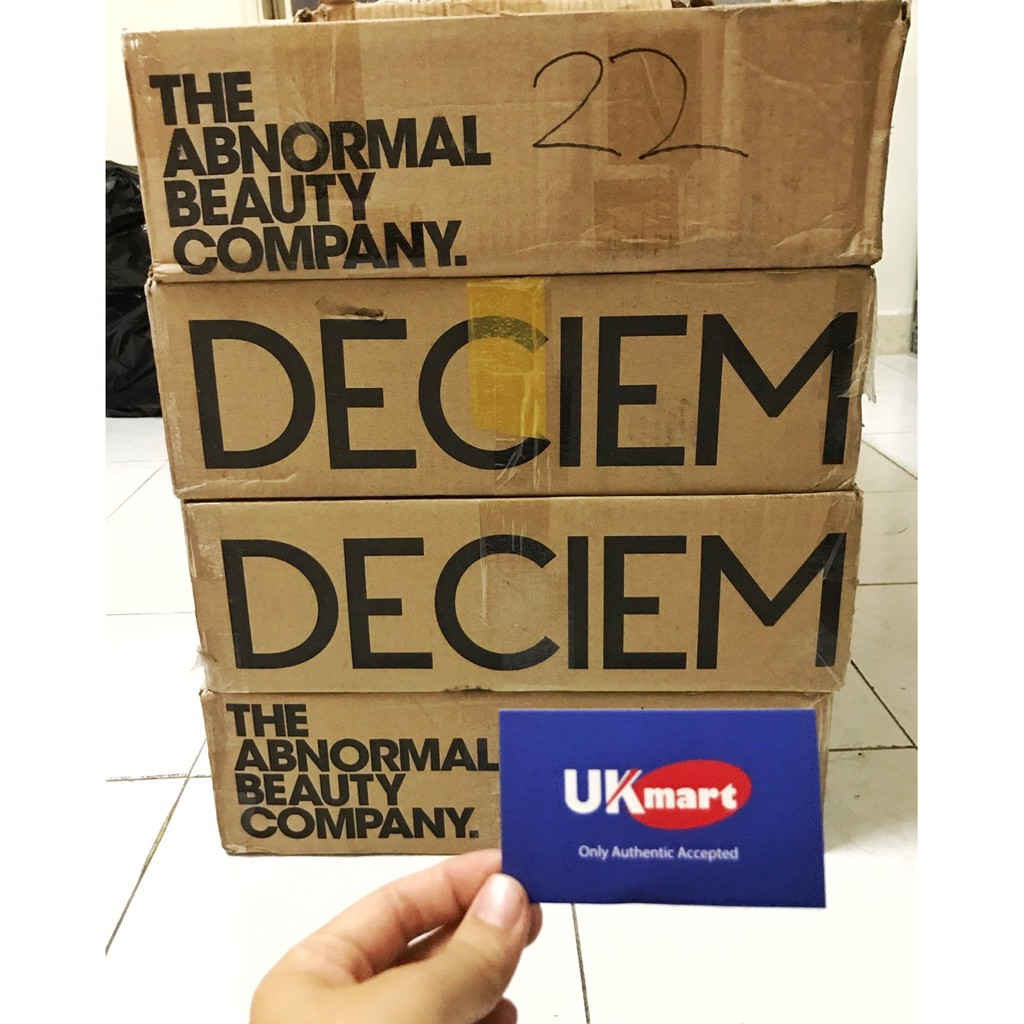 THE
ABNORMAL
BEAUTY
COMPANY.
22
DECIEM
DECIEM
THE
ABNORMAL
BEAUTY
COMPANY.
UKmart
Only Authentic Accepted